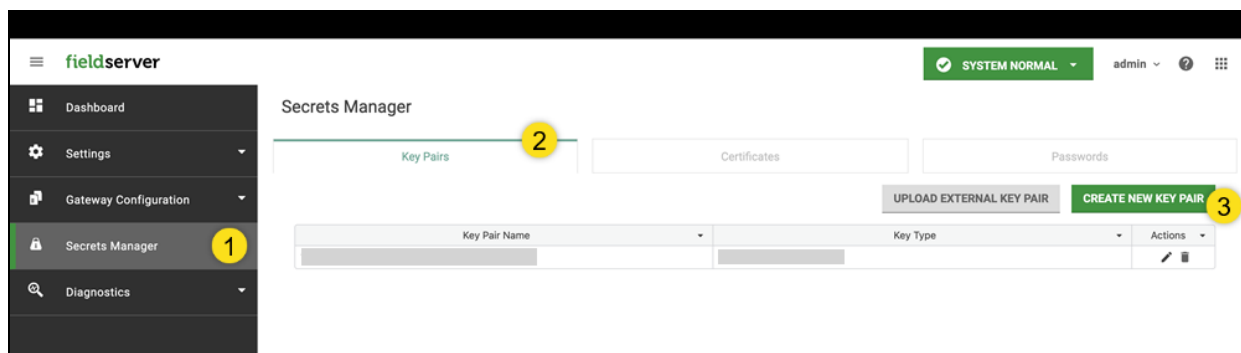 fieldserver
SYSTEM NORMAL
admin
Dashboard
Settings
Gateway Configuration
Secrets Manager
1
Diagnostics
Secrets Manager
Key Pairs
2
Certificates
Passwords
UPLOAD EXTERNAL KEY PAIR
CREATE NEW KEY PAIR
3
Key Pair Name
Key Type
Actions